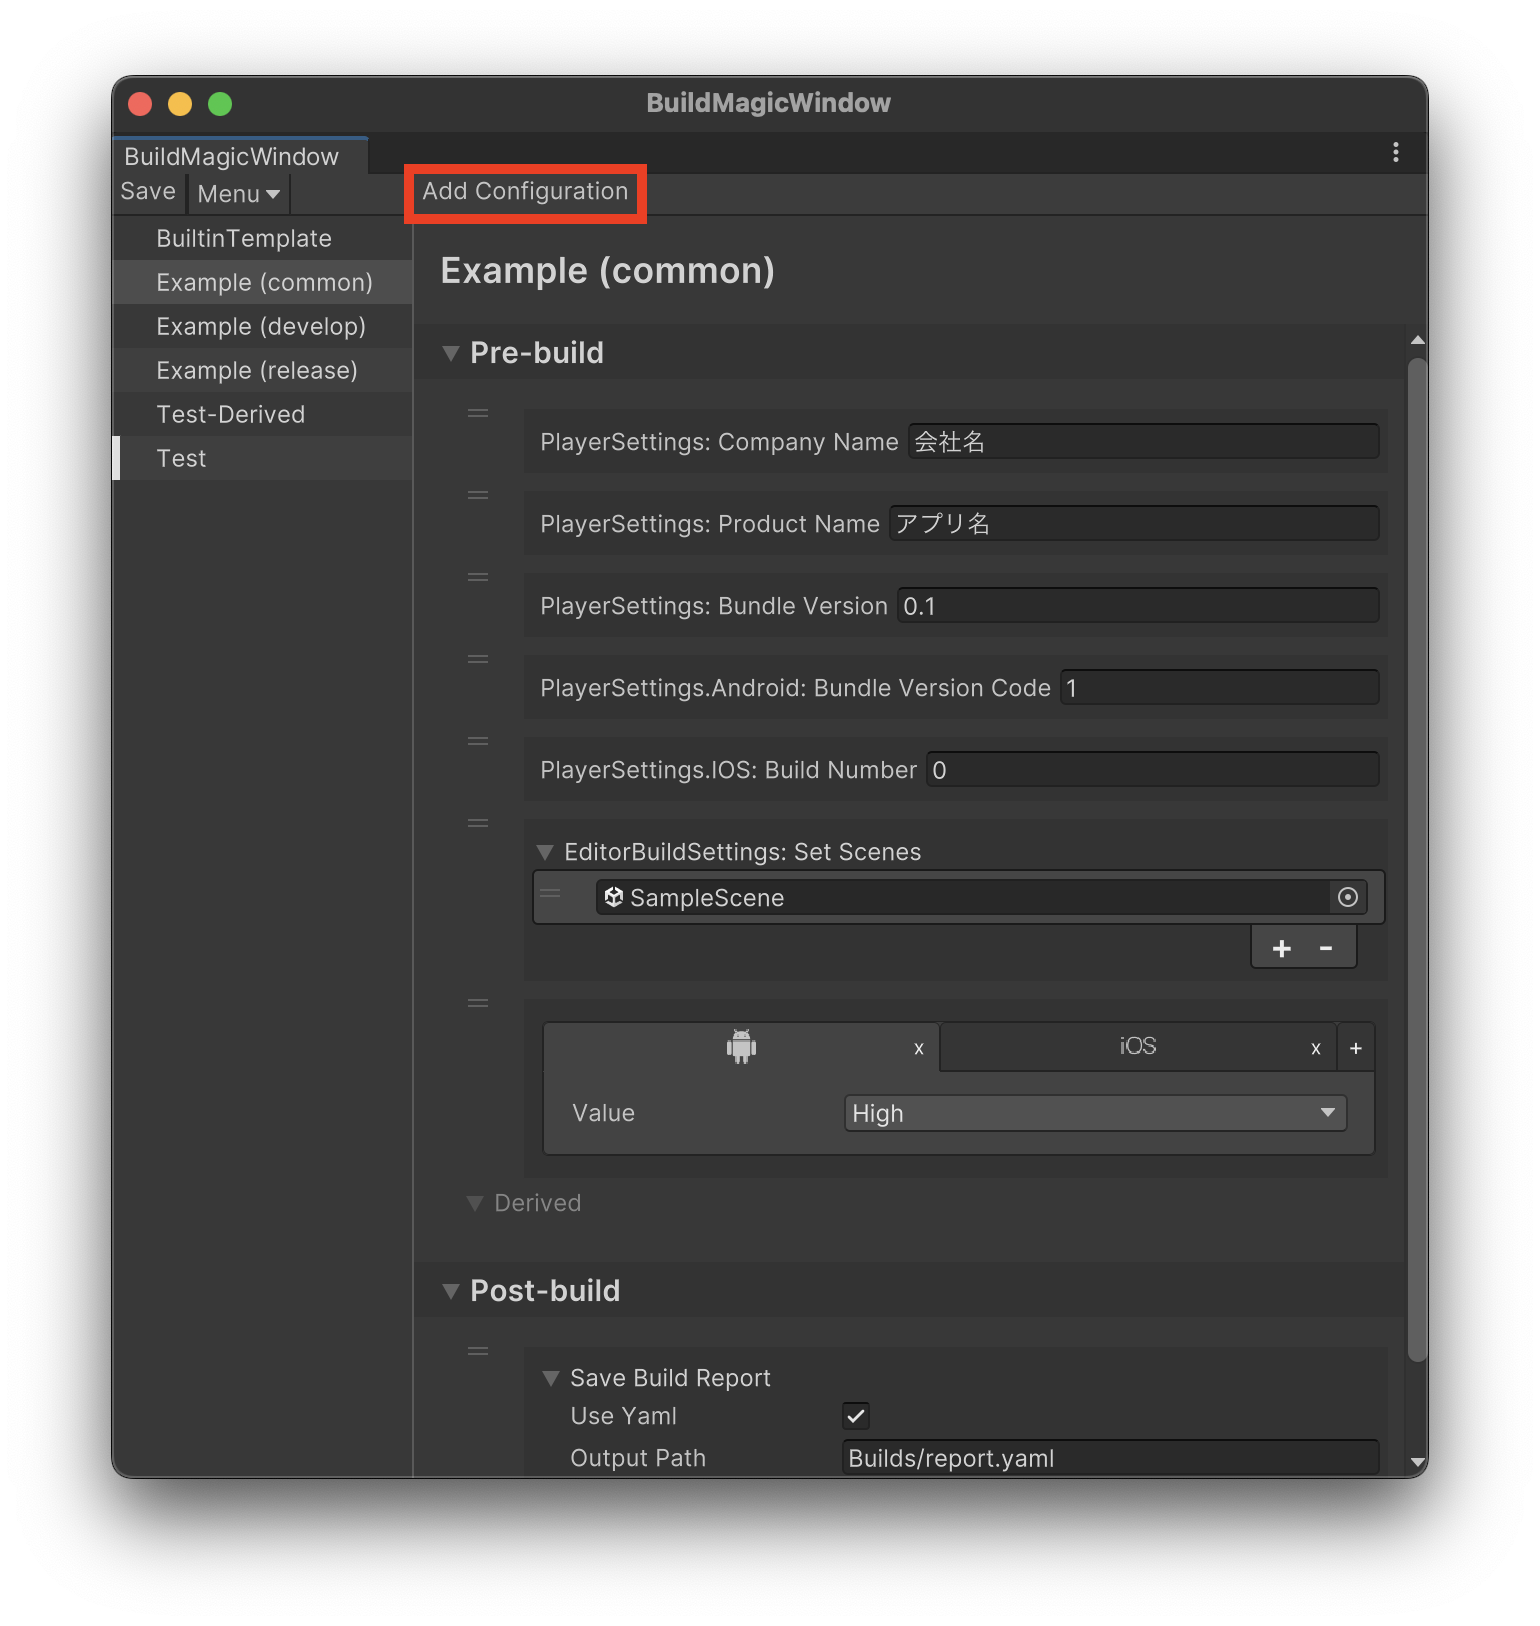 BuildMagicWindow
BuildMagicWindow
Save
Menu
Add Configuration
BuiltinTemplate
Example (common)
Example (develop)
Example (release)
Test-Derived
Test
Example (common)
Pre-build
PlayerSettings: Company Name 会社名
PlayerSettings: Product Name アプリ名
PlayerSettings: Bundle Version 0.1
PlayerSettings.Android: Bundle Version Code 1
PlayerSettings.IOS: Build Number 0
EditorBuildSettings: Set Scenes
SampleScene
+ -
x iOS x +
Value High
Derived
Post-build
Save Build Report
Use Yaml
Output Path Builds/report.yaml